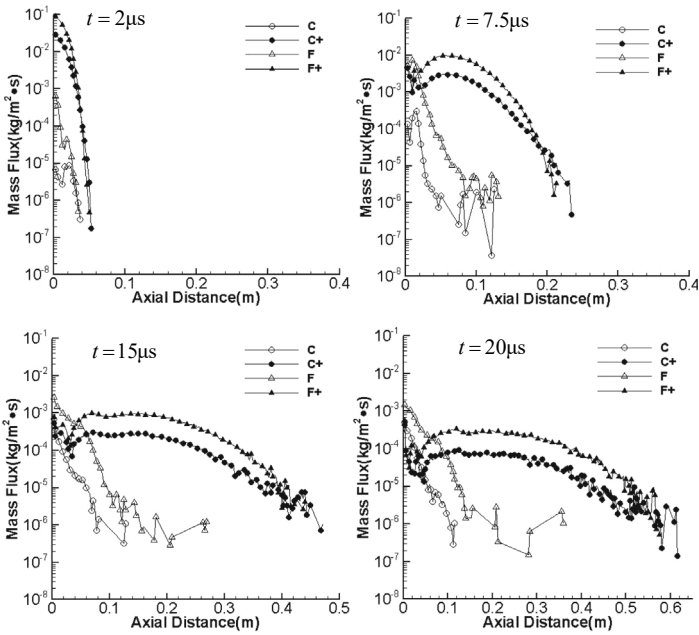 t = 2μs
C
C+
F
F+
10⁻¹
10⁻²
10⁻³
10⁻⁴
10⁻⁵
10⁻⁶
10⁻⁷
10⁻⁸
Mass Flux(kg/m²•s)
0 0.1 0.2 0.3 0.4
Axial Distance(m)
t = 7.5μs
C
C+
F
F+
10⁻¹
10⁻²
10⁻³
10⁻⁴
10⁻⁵
10⁻⁶
10⁻⁷
10⁻⁸
Mass Flux(kg/m²•s)
0 0.1 0.2 0.3 0.4
Axial Distance(m)
t = 15μs
C
C+
F
F+
10⁻¹
10⁻²
10⁻³
10⁻⁴
10⁻⁵
10⁻⁶
10⁻⁷
10⁻⁸
Mass Flux(kg/m²•s)
0 0.1 0.2 0.3 0.4 0.5
Axial Distance(m)
t = 20μs
C
C+
F
F+
10⁻¹
10⁻²
10⁻³
10⁻⁴
10⁻⁵
10⁻⁶
10⁻⁷
10⁻⁸
Mass Flux(kg/m²•s)
0 0.1 0.2 0.3 0.4 0.5 0.6
Axial Distance(m)